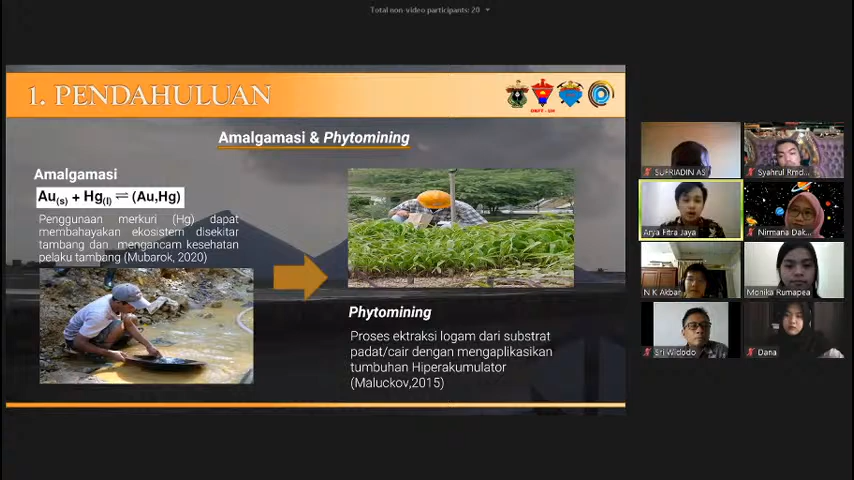 Total non-video participants: 20
1. PENDAHULUAN
Amalgamasi & Phytomining
Amalgamasi
Au(s) + Hg(l) ⇌ (Au,Hg)
Penggunaan merkuri (Hg) dapat
membahayakan ekosistem disekitar
tambang dan mengancam kesehatan
pelaku tambang (Mubarok, 2020)
Phytomining
Proses ektraksi logam dari substrat
padat/cair dengan mengaplikasikan
tumbuhan Hiperakumulator
(Maluckov,2015)
SUFRIADIN AS
Syahrul Rmd...
Arya Fitra Jaya
Nirmana Dak...
N K Akbar
Monika Rumapea
Sri Widodo
Dana